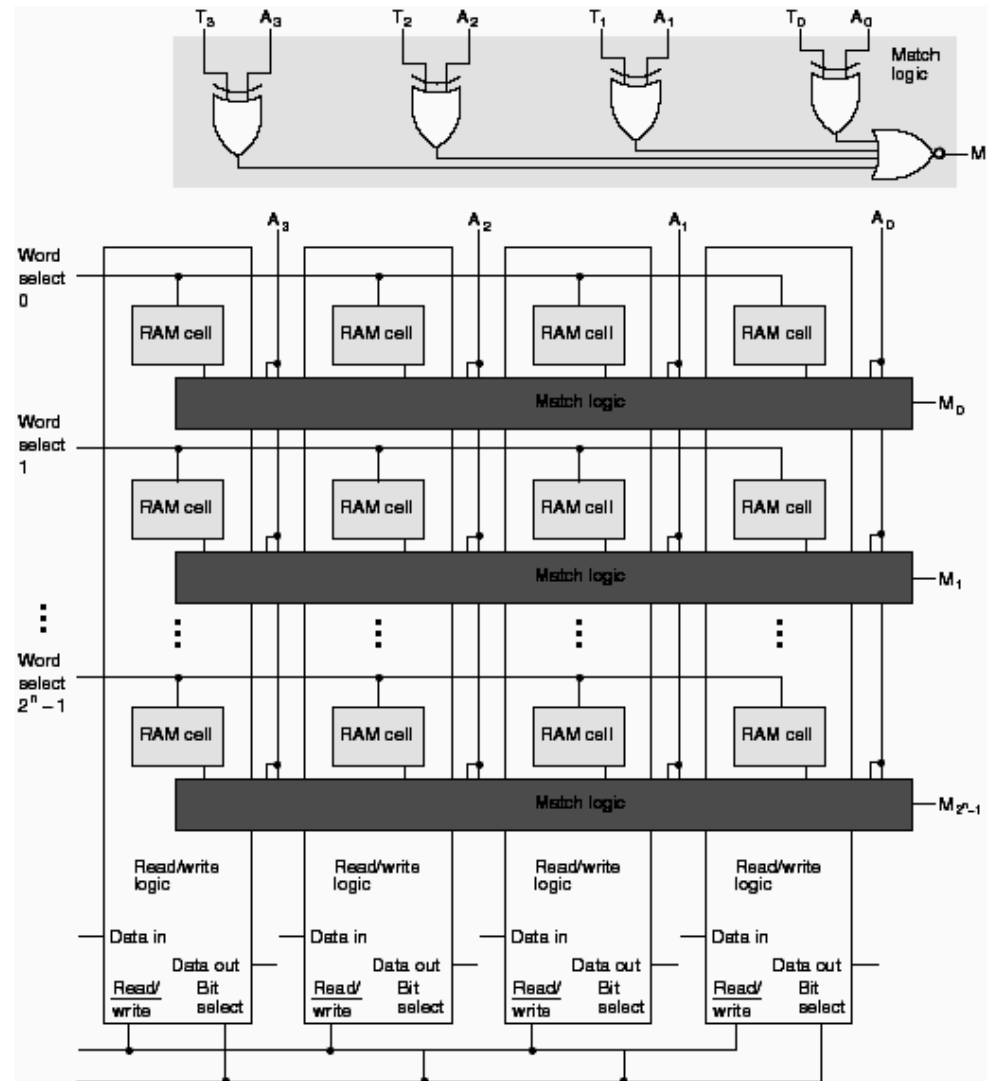 T3 A3 T2 A2 T1 A1 T0 A0
Match
logic
M
A3 A2 A1 A0
Word
select
0
RAM cell RAM cell RAM cell RAM cell
Match logic
M0
Word
select
1
RAM cell RAM cell RAM cell RAM cell
Match logic
M1
Word
select
2^n – 1
RAM cell RAM cell RAM cell RAM cell
Match logic
M2^n–1
Read/write Read/write Read/write Read/write
logic logic logic logic
Data in Data in Data in Data in
Data out Data out Data out Data out
Read/ Bit Read/ Bit Read/ Bit Read/ Bit
write select write select write select write select